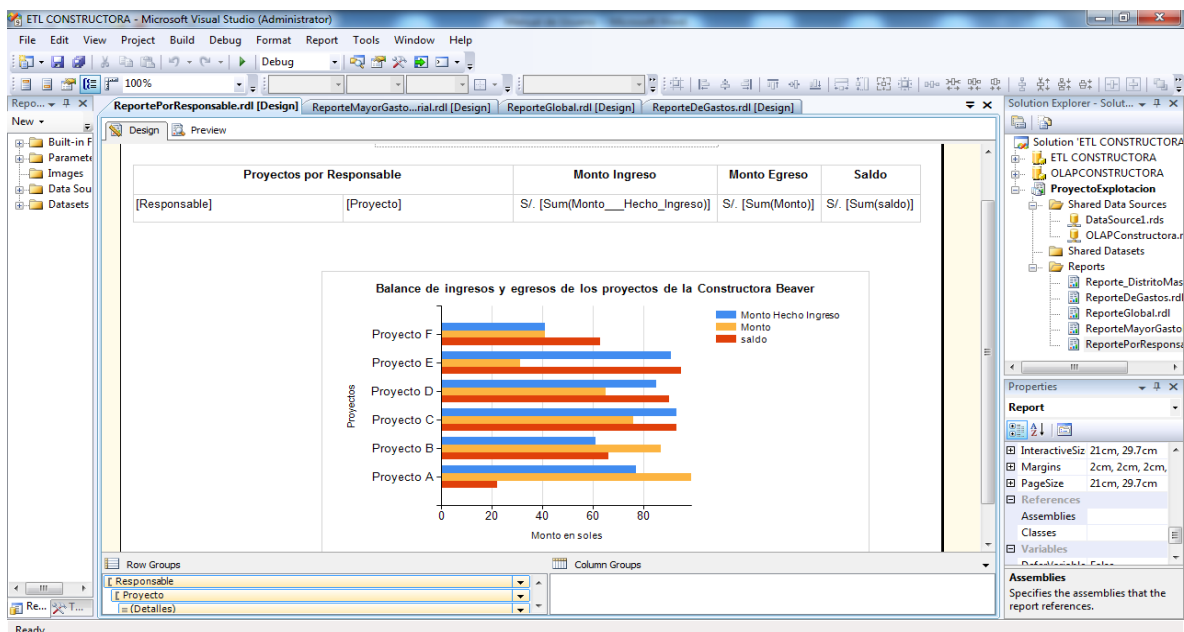 ETL CONSTRUCTORA - Microsoft Visual Studio (Administrator)
File Edit View Project Build Debug Format Report Tools Window Help
Debug
100%
Repo...
New
Built-in F
Paramete
Images
Data Sou
Datasets
Re... T...
ReportePorResponsable.rdl [Design] ReporteMayorGasto...rial.rdl [Design] ReporteGlobal.rdl [Design] ReporteDeGastos.rdl [Design]
Design Preview
Proyectos por Responsable Monto Ingreso Monto Egreso Saldo
[Responsable] [Proyecto] S/. [Sum(Monto___Hecho_Ingreso)] S/. [Sum(Monto)] S/. [Sum(saldo)]
Balance de ingresos y egresos de los proyectos de la Constructora Beaver
Monto Hecho Ingreso
Monto
saldo
Proyectos
Proyecto F
Proyecto E
Proyecto D
Proyecto C
Proyecto B
Proyecto A
0 20 40 60 80
Monto en soles
Row Groups Column Groups
[ Responsable
[ Proyecto
= (Detalles)
Solution Explorer - Solut...
Solution 'ETL CONSTRUCTORA
ETL CONSTRUCTORA
OLAPCONSTRUCTORA
ProyectoExplotacion
Shared Data Sources
DataSource1.rds
OLAPConstructora.r
Shared Datasets
Reports
Reporte_DistritoMas
ReporteDeGastos.rdl
ReporteGlobal.rdl
ReporteMayorGasto
ReportePorResponsa
Properties
Report
InteractiveSiz 21cm, 29.7cm
Margins 2cm, 2cm, 2cm,
PageSize 21cm, 29.7cm
References
Assemblies
Classes
Variables
Assemblies
Specifies the assemblies that the
report references.
Ready